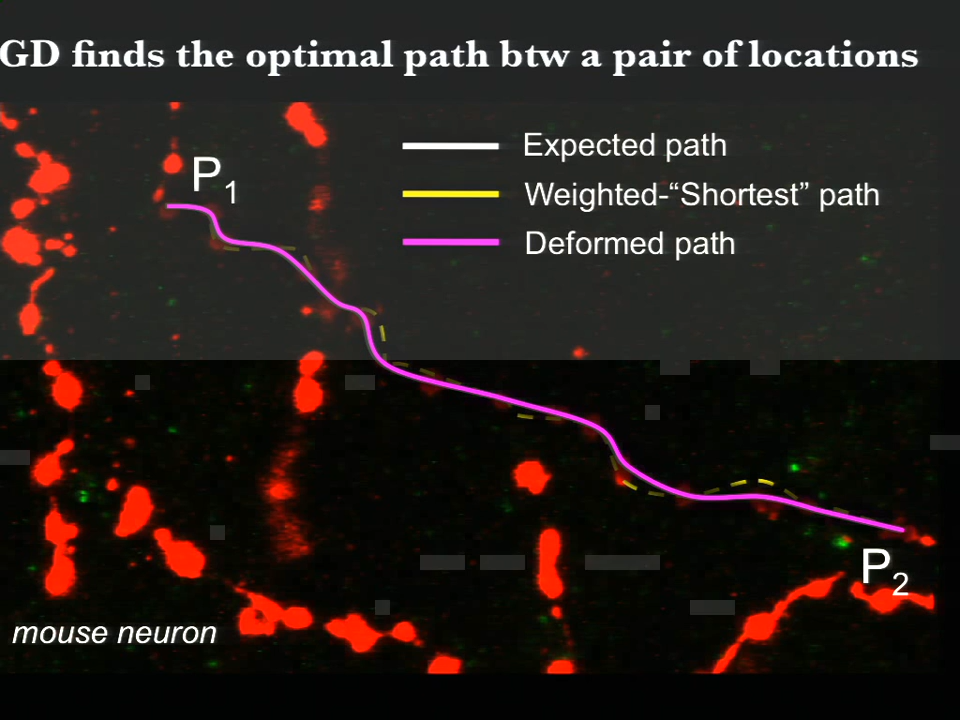 GD finds the optimal path btw a pair of locations
Expected path
P1
Weighted-“Shortest” path
Deformed path
P2
mouse neuron